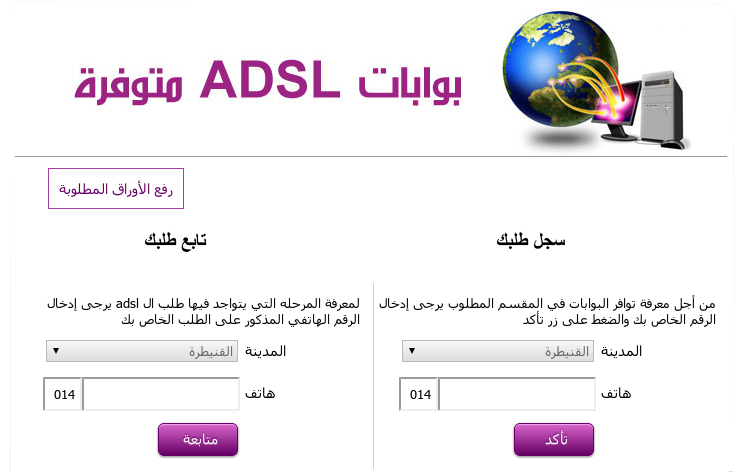 بوابات ADSL متوفرة
رفع الأوراق المطلوبة
سجل طلبك
من أجل معرفة توافر البوابات في المقسم المطلوب يرجى إدخال
الرقم الخاص بك والضغط على زر تأكد
المدينة القنيطرة
هاتف 014
تأكد
تابع طلبك
لمعرفة المرحله التي يتواجد فيها طلب ال adsl يرجى إدخال
الرقم الهاتفي المذكور على الطلب الخاص بك
المدينة القنيطرة
هاتف 014
متابعة